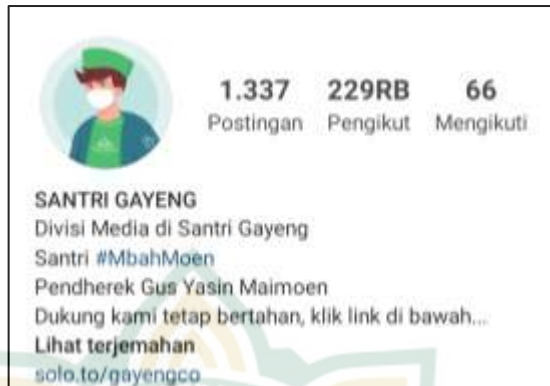 1.337 229RB 66
Postingan Pengikut Mengikuti
SANTRI GAYENG
Divisi Media di Santri Gayeng
Santri #MbahMoen
Pendherek Gus Yasin Maimoen
Dukung kami tetap bertahan, klik link di bawah...
Lihat terjemahan
solo.to/gayengco